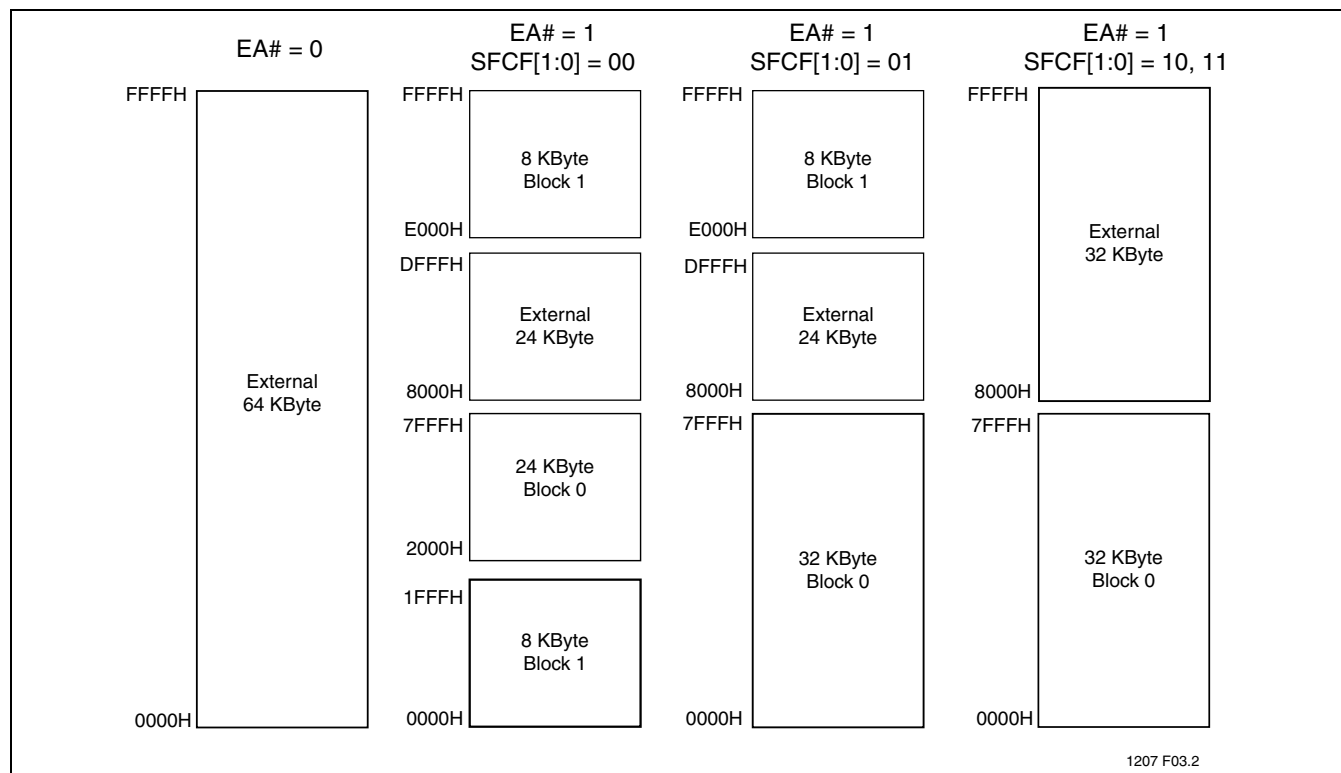 EA# = 0
FFFFH
External
64 KByte
0000H
EA# = 1
SFCF[1:0] = 00
FFFFH
8 KByte
Block 1
E000H
DFFFH
External
24 KByte
8000H
7FFFH
24 KByte
Block 0
2000H
1FFFH
8 KByte
Block 1
0000H
EA# = 1
SFCF[1:0] = 01
FFFFH
8 KByte
Block 1
E000H
DFFFH
External
24 KByte
8000H
7FFFH
32 KByte
Block 0
0000H
EA# = 1
SFCF[1:0] = 10, 11
FFFFH
External
32 KByte
8000H
7FFFH
32 KByte
Block 0
0000H
1207 F03.2